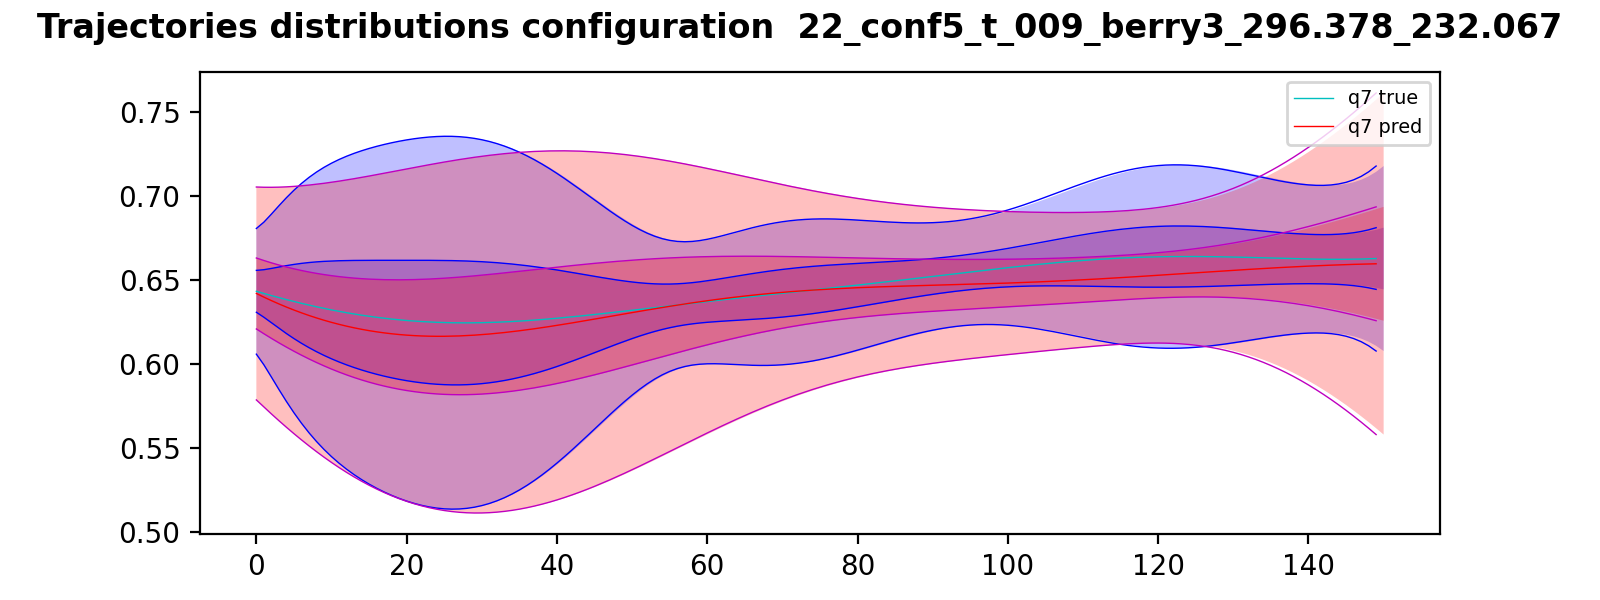 Trajectories distributions configuration  22_conf5_t_009_berry3_296.378_232.067
q7 true
q7 pred
0.75
0.70
0.65
0.60
0.55
0.50
0 20 40 60 80 100 120 140